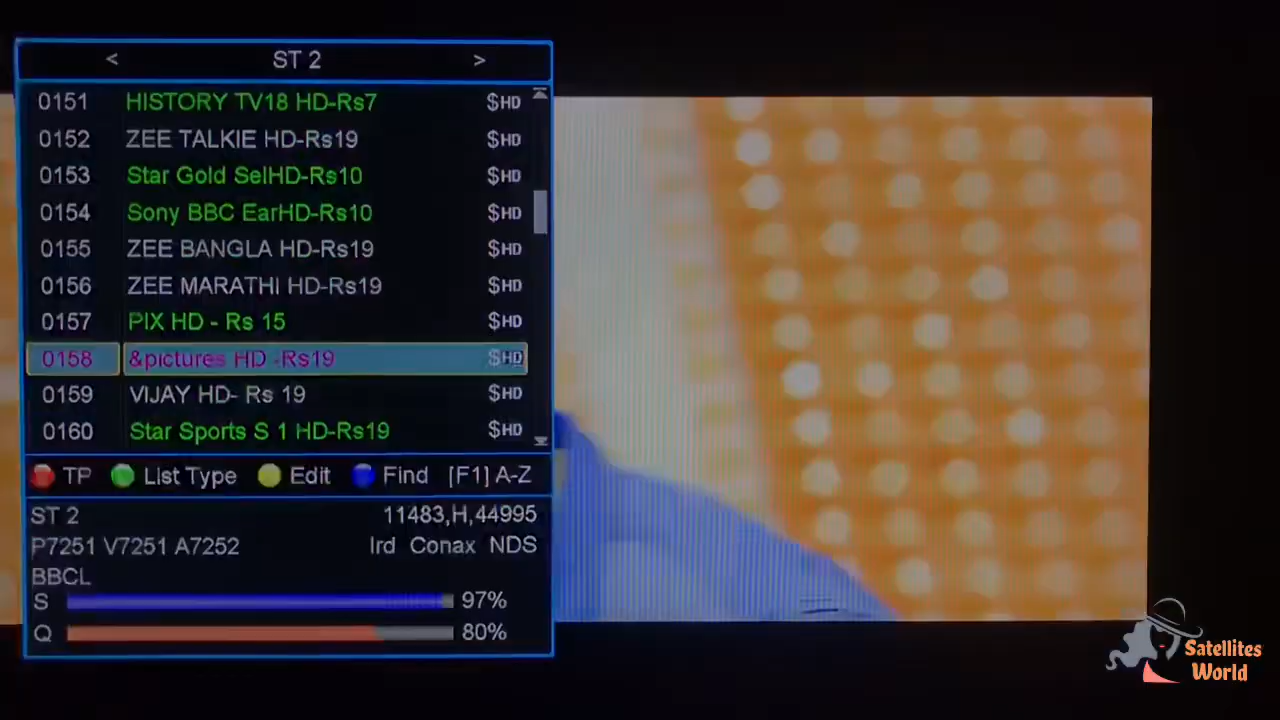 < ST 2 >
0151 HISTORY TV18 HD-Rs7 $HD
0152 ZEE TALKIE HD-Rs19 $HD
0153 Star Gold SelHD-Rs10 $HD
0154 Sony BBC EarHD-Rs10 $HD
0155 ZEE BANGLA HD-Rs19 $HD
0156 ZEE MARATHI HD-Rs19 $HD
0157 PIX HD - Rs 15 $HD
0158 &pictures HD -Rs19 $HD
0159 VIJAY HD- Rs 19 $HD
0160 Star Sports S 1 HD-Rs19 $HD
TP List Type Edit Find [F1] A-Z
ST 2 11483,H,44995
P7251 V7251 A7252 Ird Conax NDS
BBCL
S 97%
Q 80%
Satellites
World